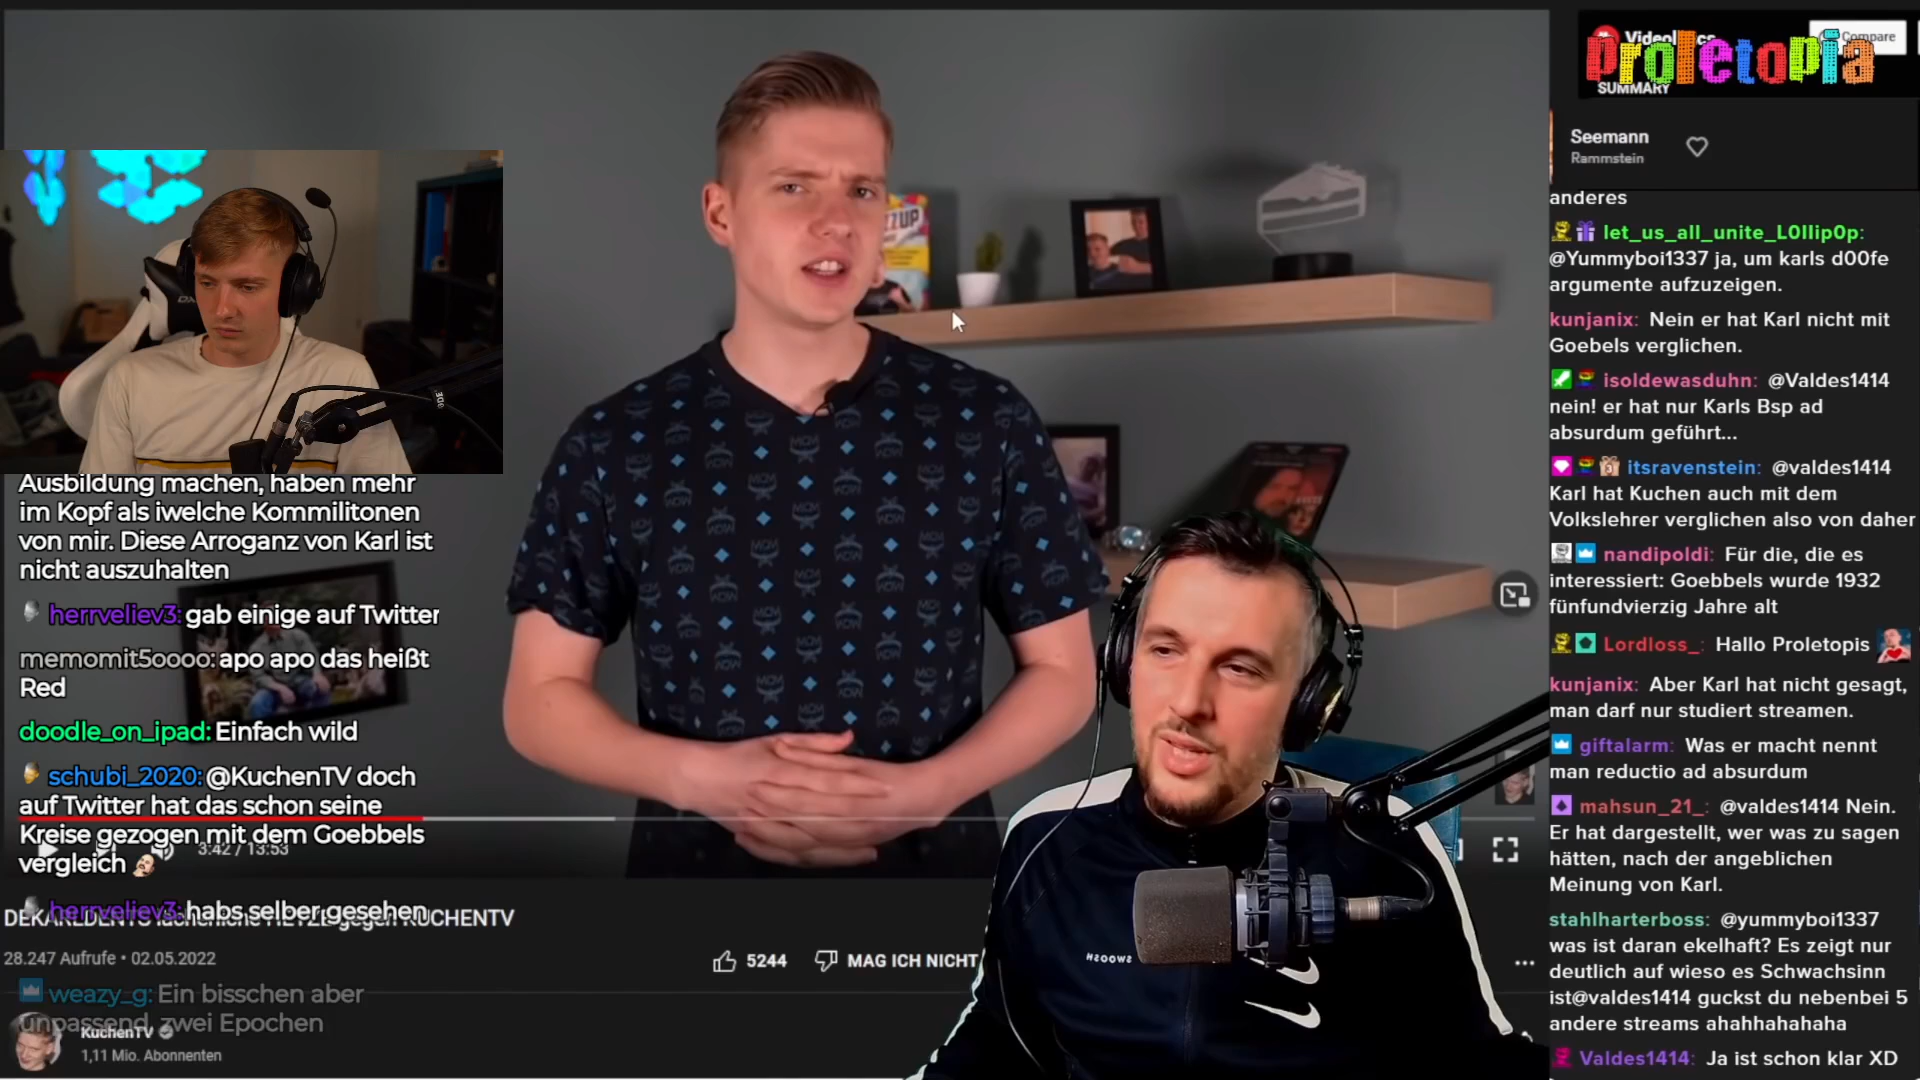 VideoLyrics
Compare
Proletopia
SUMMARY
Seemann
Rammstein
anderes
let_us_all_unite_L0llip0p:
@Yummyboi1337 ja, um karls d00fe
argumente aufzuzeigen.
kunjanix: Nein er hat Karl nicht mit
Goebels verglichen.
isoldewasduhn: @Valdes1414
nein! er hat nur Karls Bsp ad
absurdum geführt...
itsravenstein: @valdes1414
Karl hat Kuchen auch mit dem
Volkslehrer verglichen also von daher
nandipoldi: Für die, die es
interessiert: Goebbels wurde 1932
fünfundvierzig Jahre alt
Lordloss_: Hallo Proletopis
kunjanix: Aber Karl hat nicht gesagt,
man darf nur studiert streamen.
giftalarm: Was er macht nennt
man reductio ad absurdum
mahsun_21_: @valdes1414 Nein.
Er hat dargestellt, wer was zu sagen
hätten, nach der angeblichen
Meinung von Karl.
stahlharterboss: @yummyboi1337
was ist daran ekelhaft? Es zeigt nur
deutlich auf wieso es Schwachsinn
ist@valdes1414 guckst du nebenbei 5
andere streams ahahhahahaha
Valdes1414: Ja ist schon klar XD
Ausbildung machen, haben mehr
im Kopf als iwelche Kommilitonen
von mir. Diese Arroganz von Karl ist
nicht auszuhalten
herrveliev3: gab einige auf Twitter
memomit5oooo: apo apo das heißt
Red
doodle_on_ipad: Einfach wild
schubi_2020: @KuchenTV doch
auf Twitter hat das schon seine
Kreise gezogen mit dem Goebbels
vergleich
3:42 / 13:53
herrveliev3: habs selber gesehen
DEKARLDENTS lächerliche HETZE gegen KUCHENTV
28.247 Aufrufe • 02.05.2022
5244
MAG ICH NICHT
weazy_g: Ein bisschen aber
unpassend, zwei Epochen
KuchenTV
1,11 Mio. Abonnenten
MCM
SWOOSH